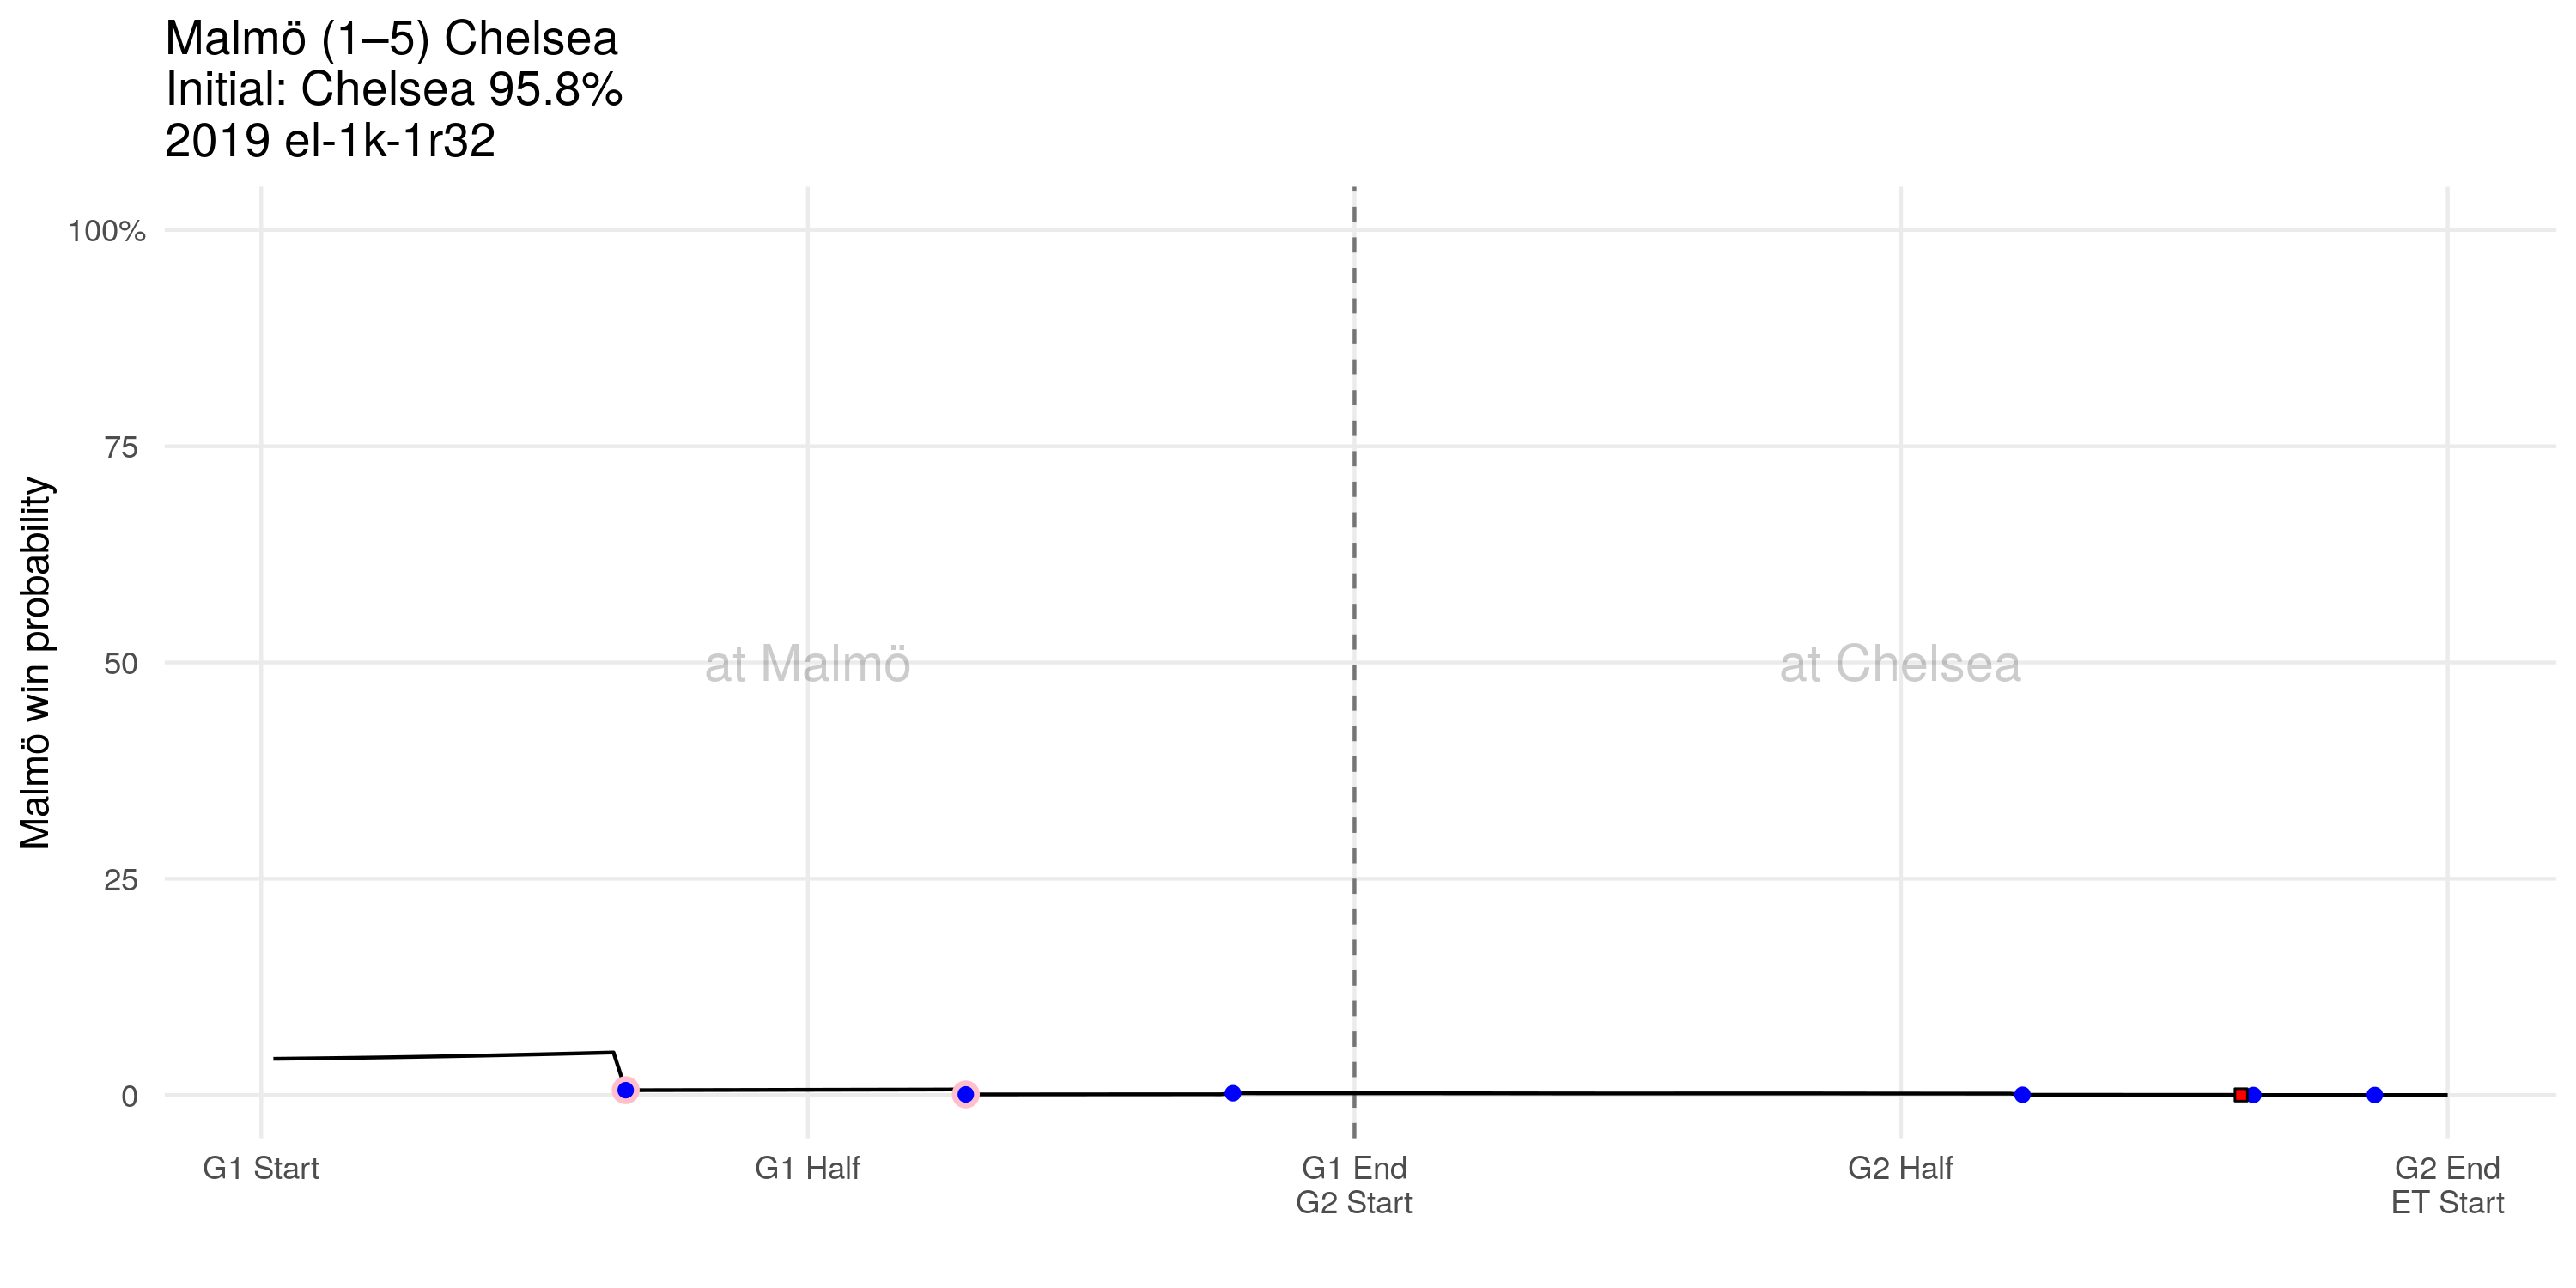 Malmö (1–5) Chelsea
Initial: Chelsea 95.8%
2019 el-1k-1r32
Malmö win probability
100%
75
50
25
0
at Malmö
at Chelsea
G1 Start
G1 Half
G1 End
G2 Start
G2 Half
G2 End
ET Start